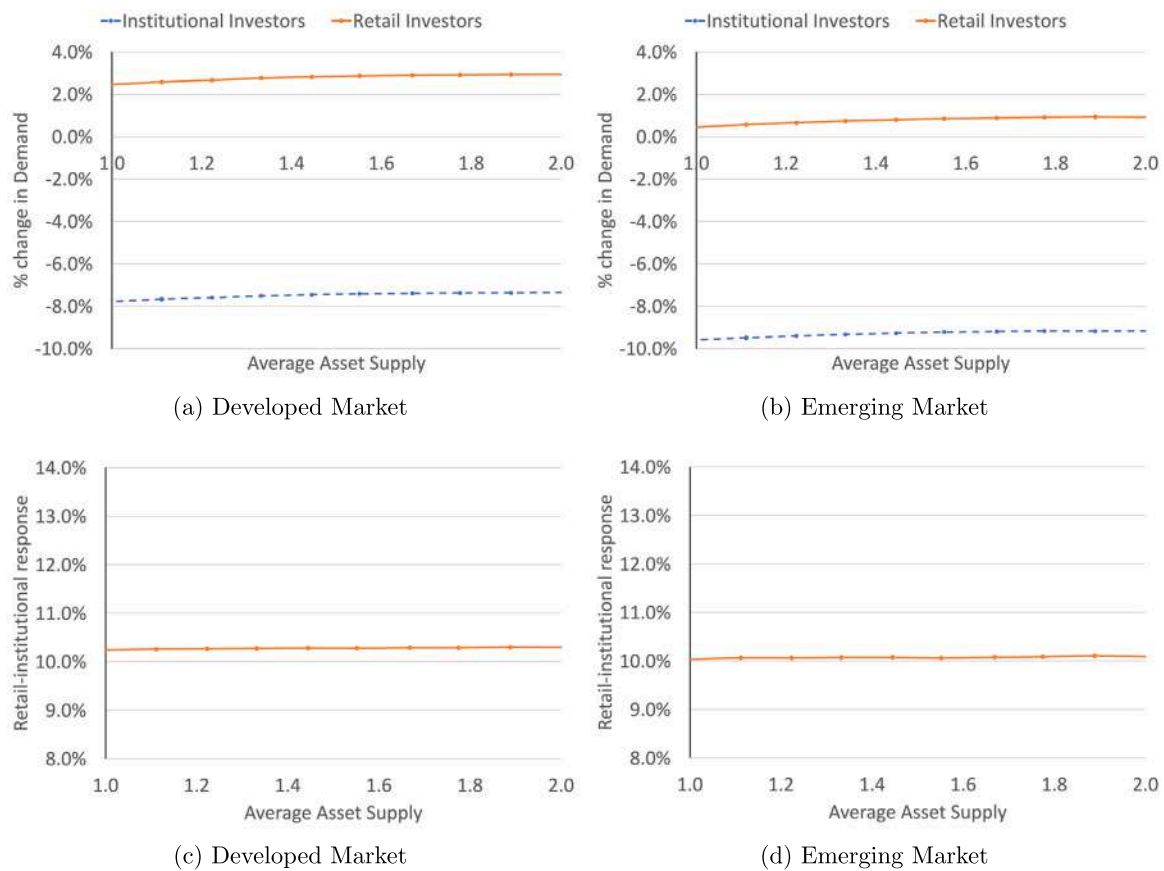 Institutional Investors Retail Investors
4.0%
2.0%
0.0%
-2.0%
-4.0%
-6.0%
-8.0%
-10.0%
% change in Demand
1.0 1.2 1.4 1.6 1.8 2.0
Average Asset Supply
(a) Developed Market
Institutional Investors Retail Investors
4.0%
2.0%
0.0%
-2.0%
-4.0%
-6.0%
-8.0%
-10.0%
% change in Demand
1.0 1.2 1.4 1.6 1.8 2.0
Average Asset Supply
(b) Emerging Market
14.0%
13.0%
12.0%
11.0%
10.0%
9.0%
8.0%
Retail-institutional response
1.0 1.2 1.4 1.6 1.8 2.0
Average Asset Supply
(c) Developed Market
14.0%
13.0%
12.0%
11.0%
10.0%
9.0%
8.0%
Retail-institutional response
1.0 1.2 1.4 1.6 1.8 2.0
Average Asset Supply
(d) Emerging Market